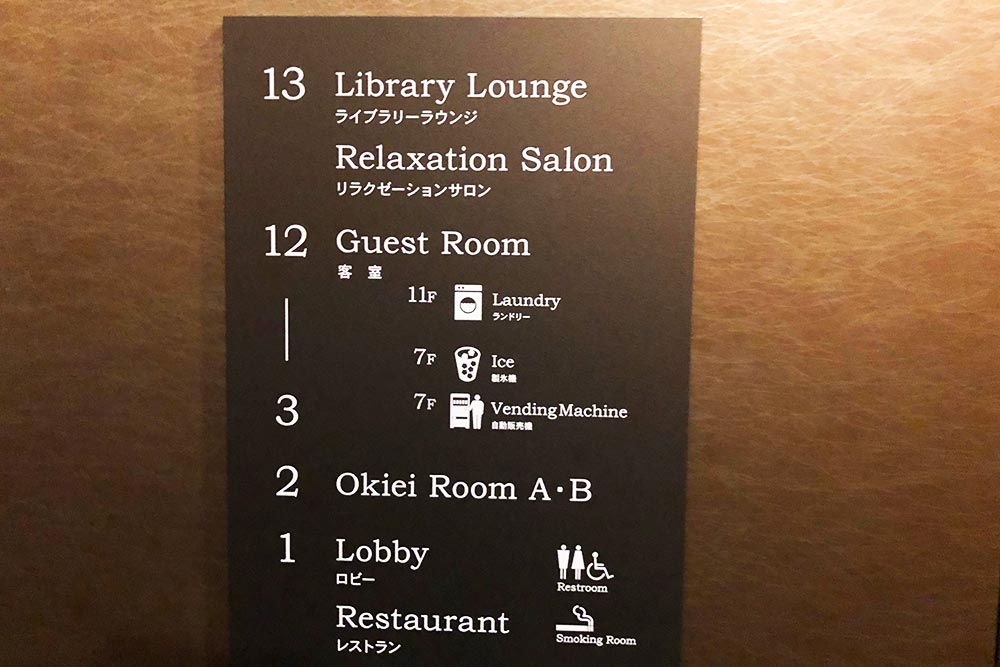 13 Library Lounge
ライブラリーラウンジ
Relaxation Salon
リラクゼーションサロン
12 Guest Room
客 室
11F Laundry
ランドリー
7F Ice
製氷機
7F Vending Machine
自動販売機
3
2 Okiei Room A・B
1 Lobby
ロビー
Restroom
Restaurant
レストラン
Smoking Room